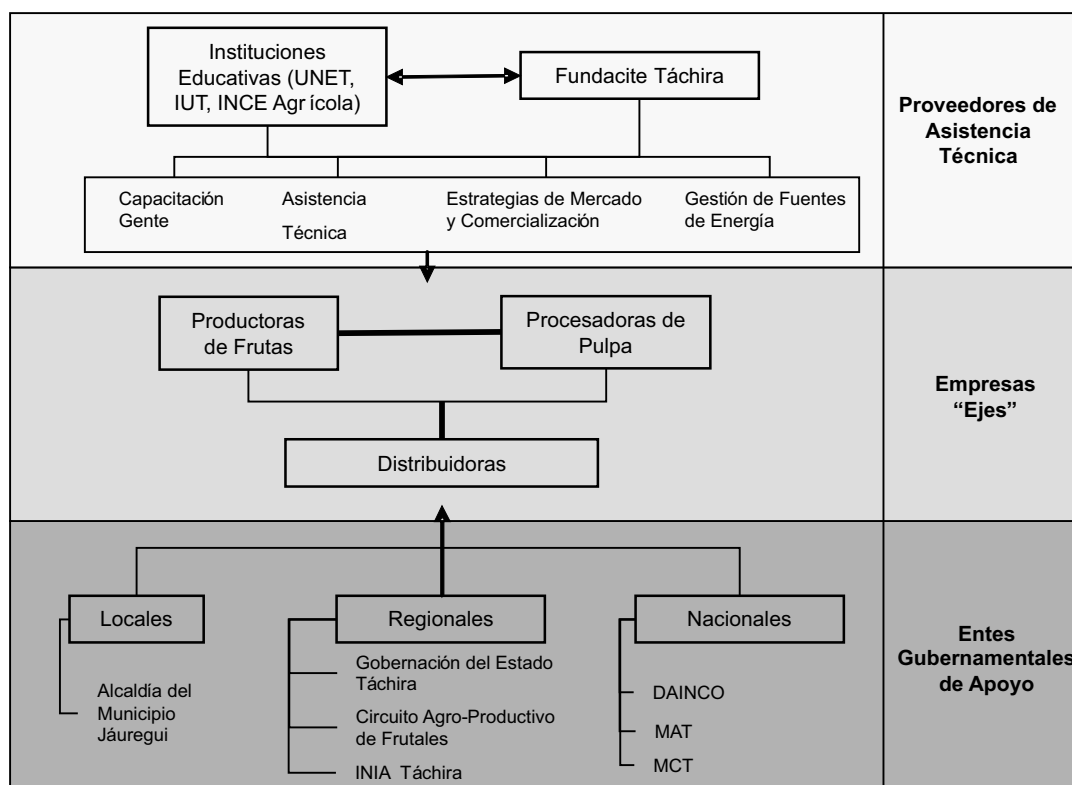 Instituciones
Educativas (UNET,
IUT, INCE Agrícola)
Fundacite Táchira
Proveedores de
Asistencia
Técnica
Capacitación
Gente
Asistencia
Técnica
Estrategias de Mercado
y Comercialización
Gestión de Fuentes
de Energía
Productoras
de Frutas
Procesadoras de
Pulpa
Distribuidoras
Empresas
“Ejes”
Locales
Alcaldía del
Municipio
Jáuregui
Regionales
Gobernación del Estado
Táchira
Circuito Agro-Productivo
de Frutales
INIA Táchira
Nacionales
DAINCO
MAT
MCT
Entes
Gubernamentales
de Apoyo